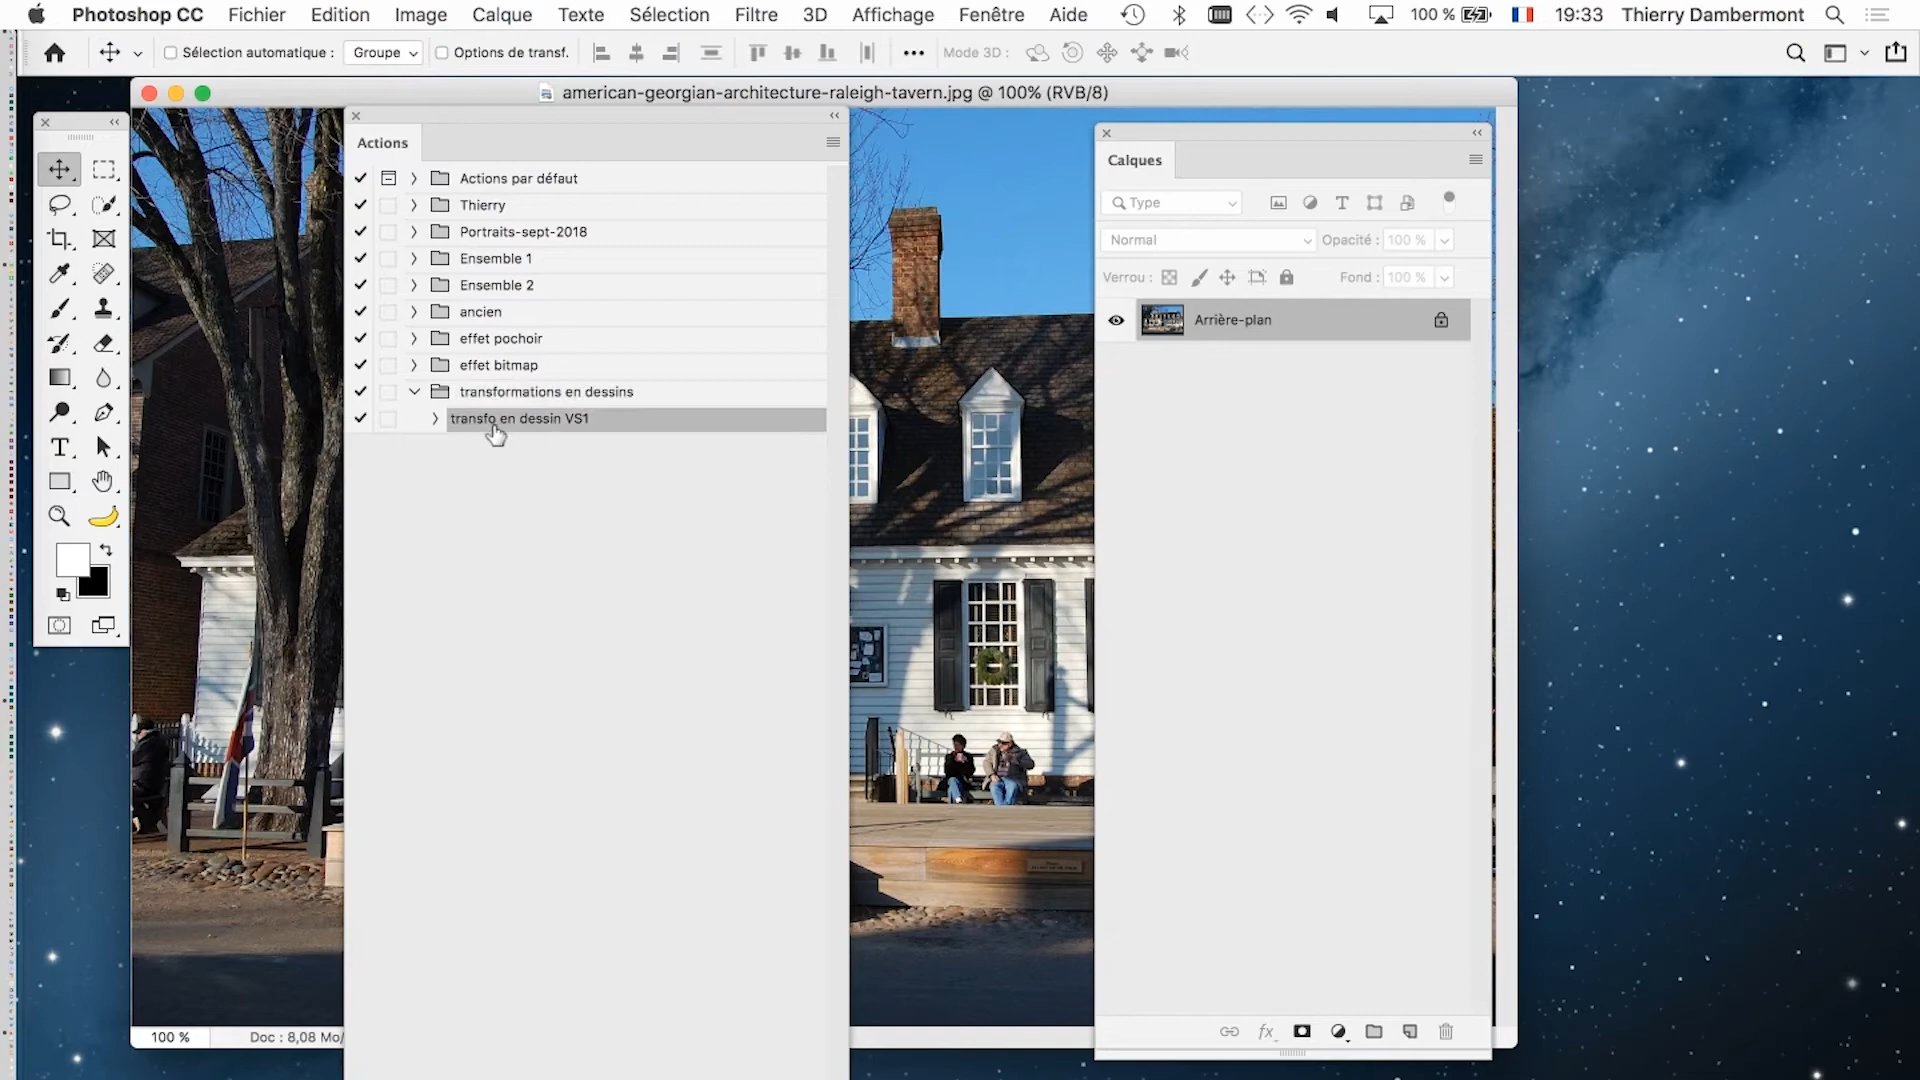 Photoshop CC Fichier Edition Image Calque Texte Sélection Filtre 3D Affichage Fenêtre Aide 100 % 19:33 Thierry Dambermont
Sélection automatique : Groupe Options de transf. Mode 3D :
american-georgian-architecture-raleigh-tavern.jpg @ 100% (RVB/8)
Actions
Actions par défaut
Thierry
Portraits-sept-2018
Ensemble 1
Ensemble 2
ancien
effet pochoir
effet bitmap
transformations en dessins
transfo en dessin VS1
Calques
Type
Normal Opacité : 100 %
Verrou : Fond : 100 %
Arrière-plan
fx
100 % Doc : 8,08 Mo/